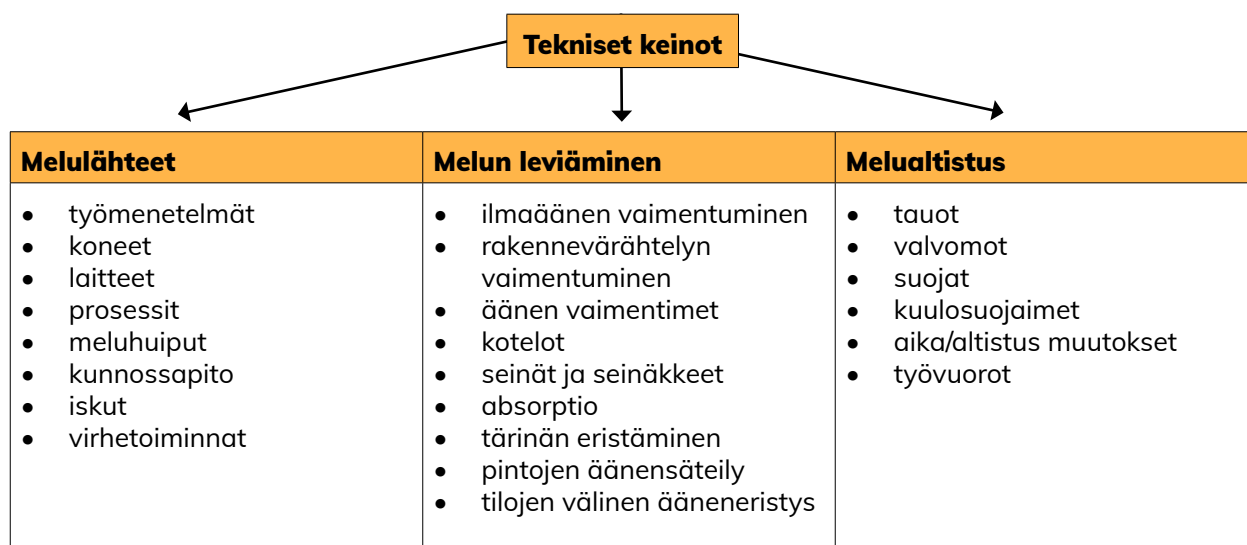 Tekniset keinot
Melulähteet
• työmenetelmät
• koneet
• laitteet
• prosessit
• meluhuiput
• kunnossapito
• iskut
• virhetoiminnat
Melun leviäminen
• ilmaäänen vaimentuminen
• rakennevärähtelyn
vaimentuminen
• äänen vaimentimet
• kotelot
• seinät ja seinäkkeet
• absorptio
• tärinän eristäminen
• pintojen äänensäteily
• tilojen välinen ääneneristys
Melualtistus
• tauot
• valvomot
• suojat
• kuulosuojaimet
• aika/altistus muutokset
• työvuorot